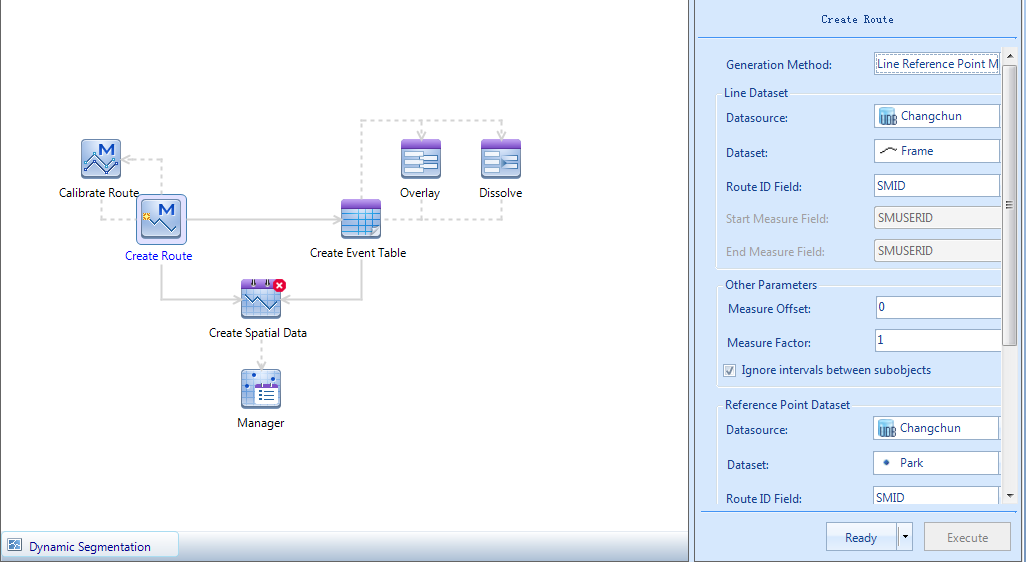 Calibrate Route
Create Route
Overlay
Dissolve
Create Event Table
Create Spatial Data
Manager
Dynamic Segmentation
Create Route
Generation Method: Line Reference Point M
Line Dataset
Datasource: Changchun
Dataset: Frame
Route ID Field: SMID
Start Measure Field: SMUSERID
End Measure Field: SMUSERID
Other Parameters
Measure Offset: 0
Measure Factor: 1
Ignore intervals between subobjects
Reference Point Dataset
Datasource: Changchun
Dataset: Park
Route ID Field: SMID
Ready Execute